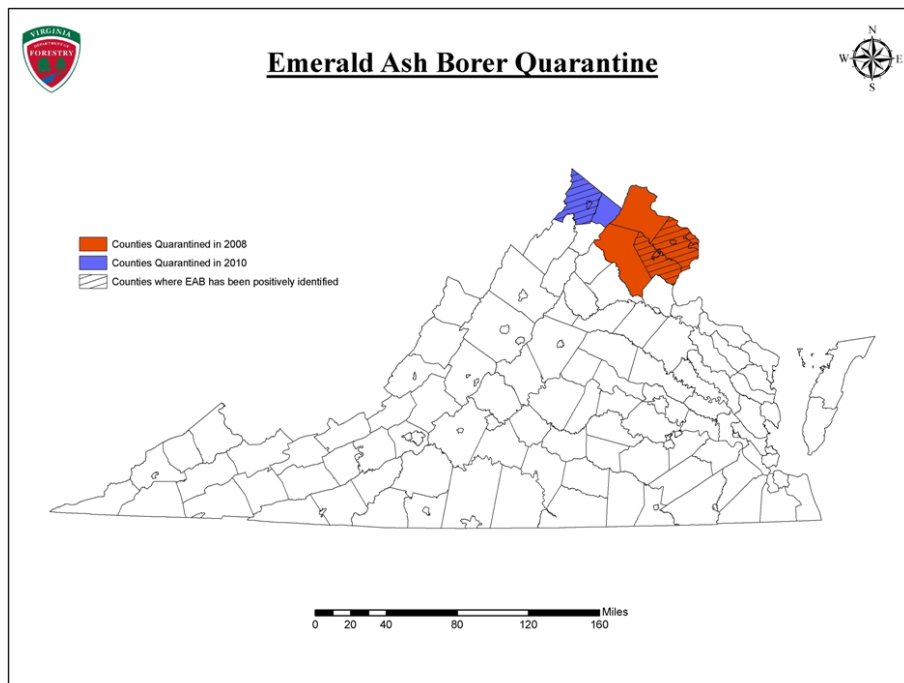 VIRGINIA
DEPARTMENT OF
FORESTRY
Emerald Ash Borer Quarantine
N
W
E
S
Counties Quarantined in 2008
Counties Quarantined in 2010
Counties where EAB has been positively identified
Miles
0 20 40 80 120 160